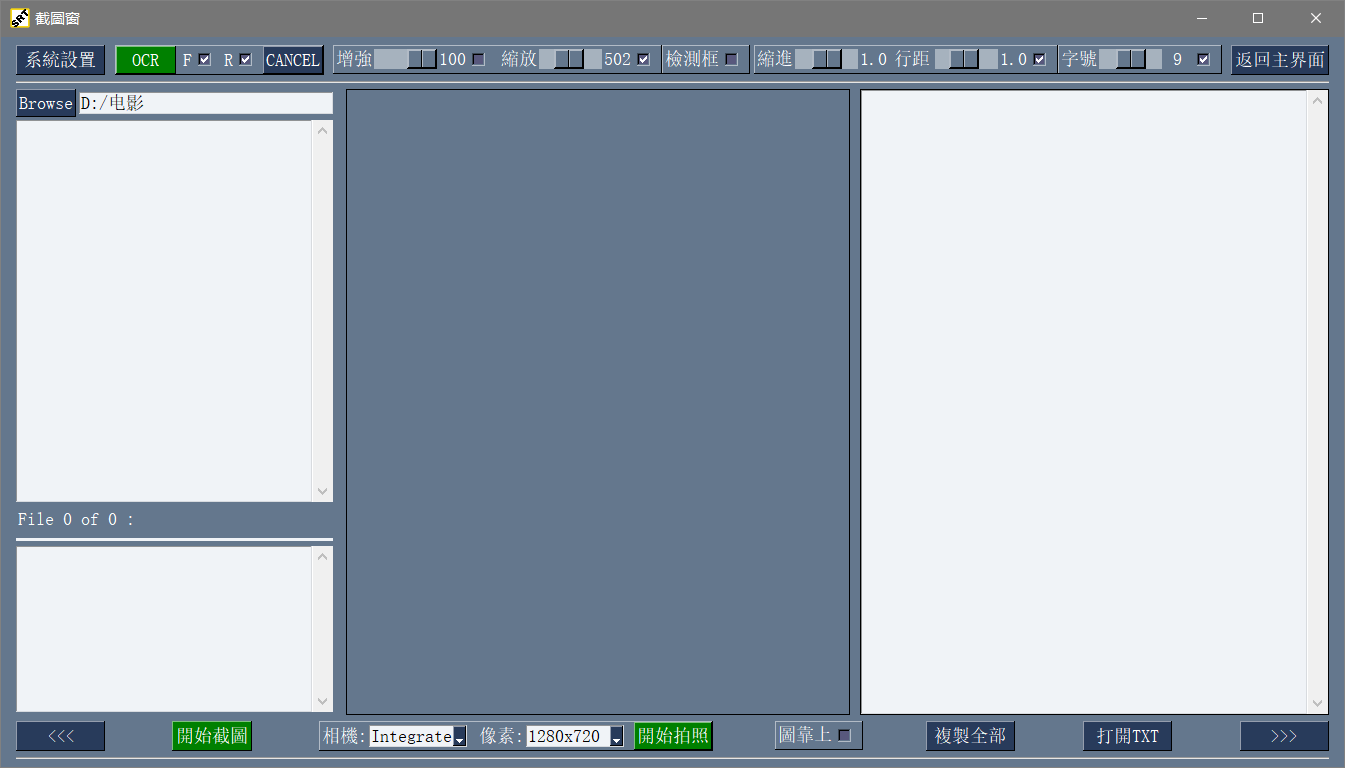 SRT 截圖窗
系統設置 OCR F R CANCEL 增強 100 縮放 502 檢測框 縮進 1.0 行距 1.0 字號 9 返回主界面
Browse D:/电影
File 0 of 0 :
<<< 開始截圖 相機: Integrate 像素: 1280x720 開始拍照 圖靠上 複製全部 打開TXT >>>